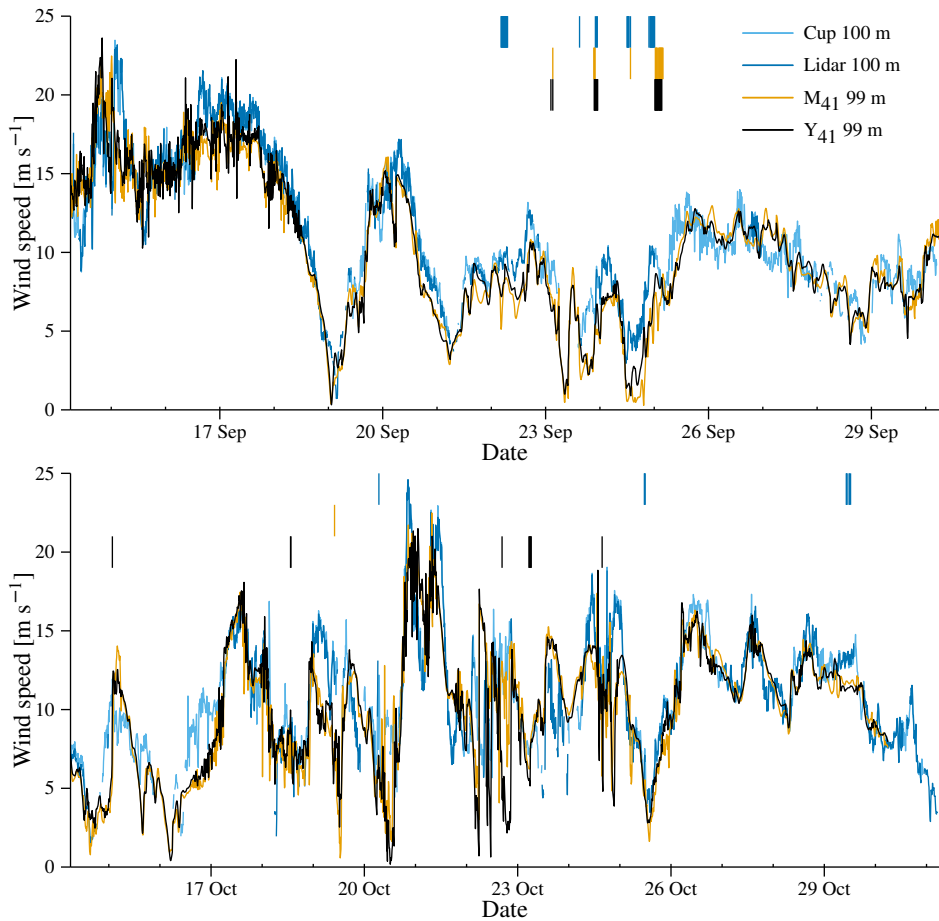 25
20
15
10
5
0
Wind speed [m s⁻¹]
Cup 100 m
Lidar 100 m
M₄₁ 99 m
Y₄₁ 99 m
17 Sep 20 Sep 23 Sep 26 Sep 29 Sep
Date
25
20
15
10
5
0
Wind speed [m s⁻¹]
17 Oct 20 Oct 23 Oct 26 Oct 29 Oct
Date